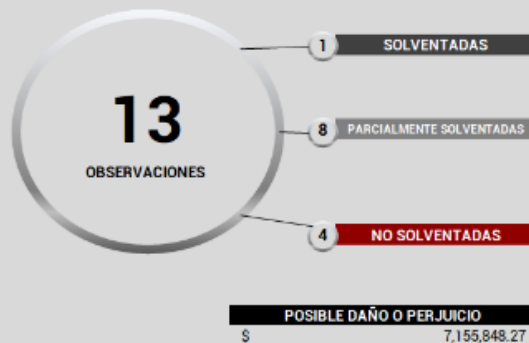 13
OBSERVACIONES
1 SOLVENTADAS
8 PARCIALMENTE SOLVENTADAS
4 NO SOLVENTADAS
POSIBLE DAÑO O PERJUICIO
$ 7,155,848.27